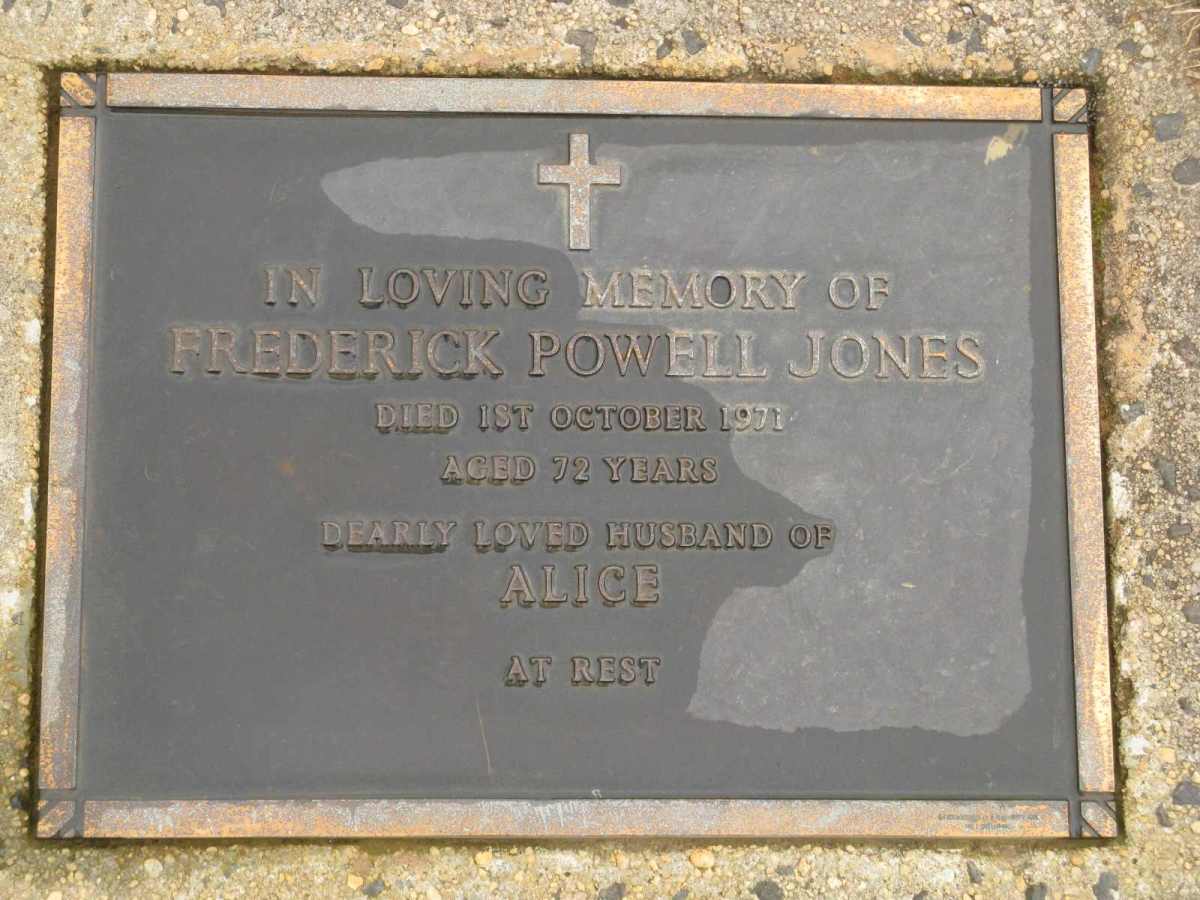 IN LOVING MEMORY OF
FREDERICK POWELL JONES
DIED 1ST OCTOBER 1971
AGED 72 YEARS
DEARLY LOVED HUSBAND OF
ALICE
AT REST